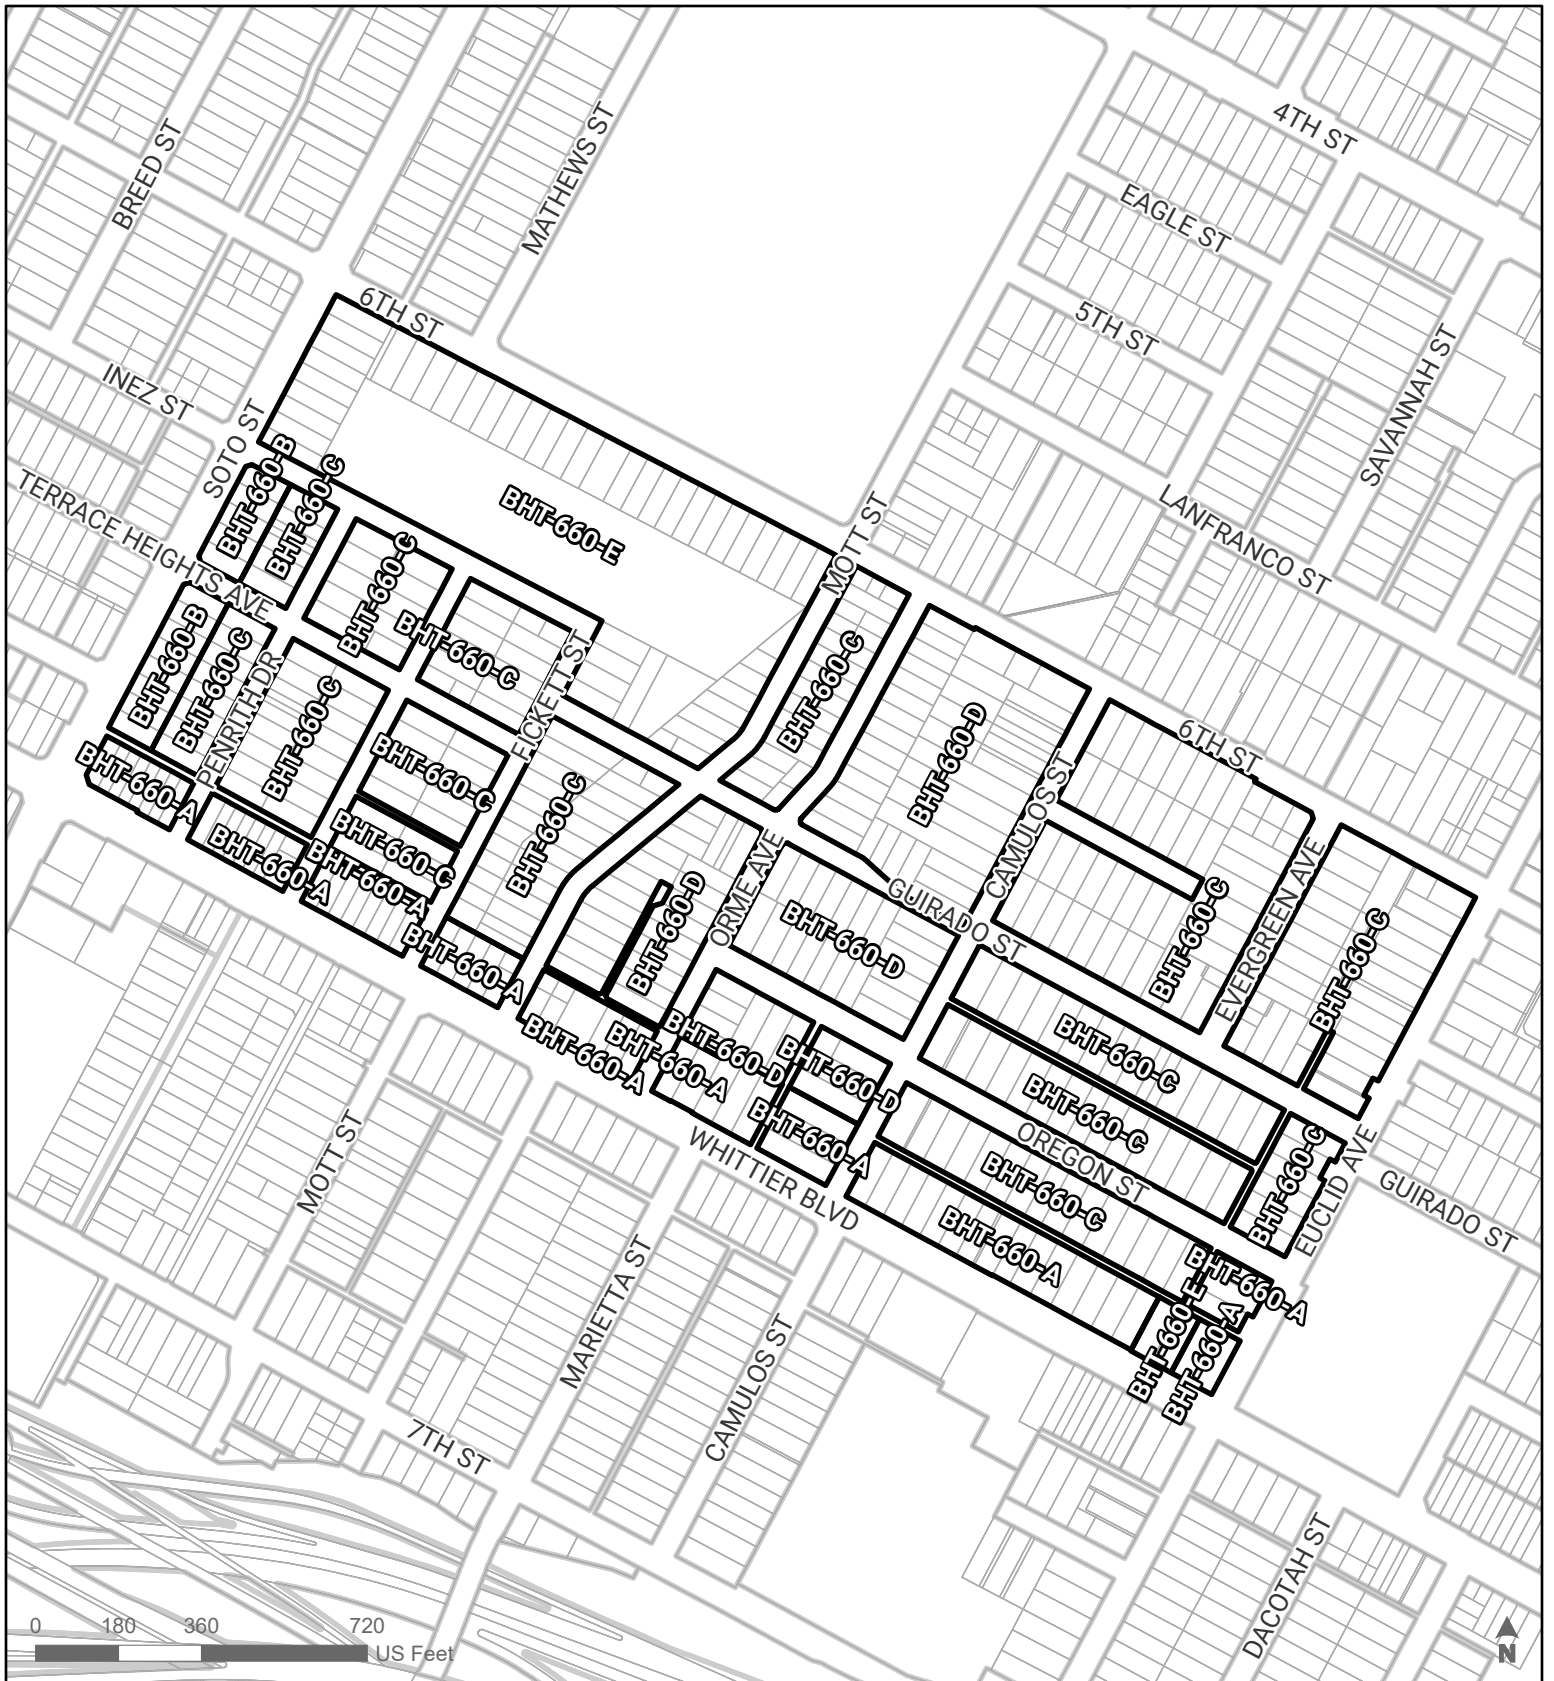 4TH ST
MATHEWS ST
BREED ST
EAGLE ST
6TH ST
5TH ST
INEZ ST
SAVANNAH ST
SOTO ST
BHT-660-B
BHT-660-C
TERRACE HEIGHTS AVE
BHT-660-E
MOTT ST
LANFRANCO ST
BHT-660-C
BHT-660-C
BHT-660-B
BHT-660-C
PENRITH DR
FICKETT ST
BHT-660-C
BHT-660-C
BHT-660-D
6TH ST
BHT-660-A
BHT-660-C
BHT-660-C
CAMULOS ST
BHT-660-A
BHT-660-C
BHT-660-A
ORME AVE
GUIRADO ST
EVERGREEN AVE
BHT-660-D
BHT-660-D
BHT-660-C
BHT-660-C
BHT-660-A
BHT-660-A
BHT-660-A
BHT-660-D
BHT-660-D
BHT-660-C
BHT-660-C
BHT-660-A
WHITTIER BLVD
OREGON ST
BHT-660-C
BHT-660-C
EUCLID AVE
GUIRADO ST
MOTT ST
BHT-660-A
BHT-660-A
BHT-660-E
BHT-660-A
MARIETTA ST
CAMULOS ST
7TH ST
DACOTAH ST
0 180 360 720
US Feet
N